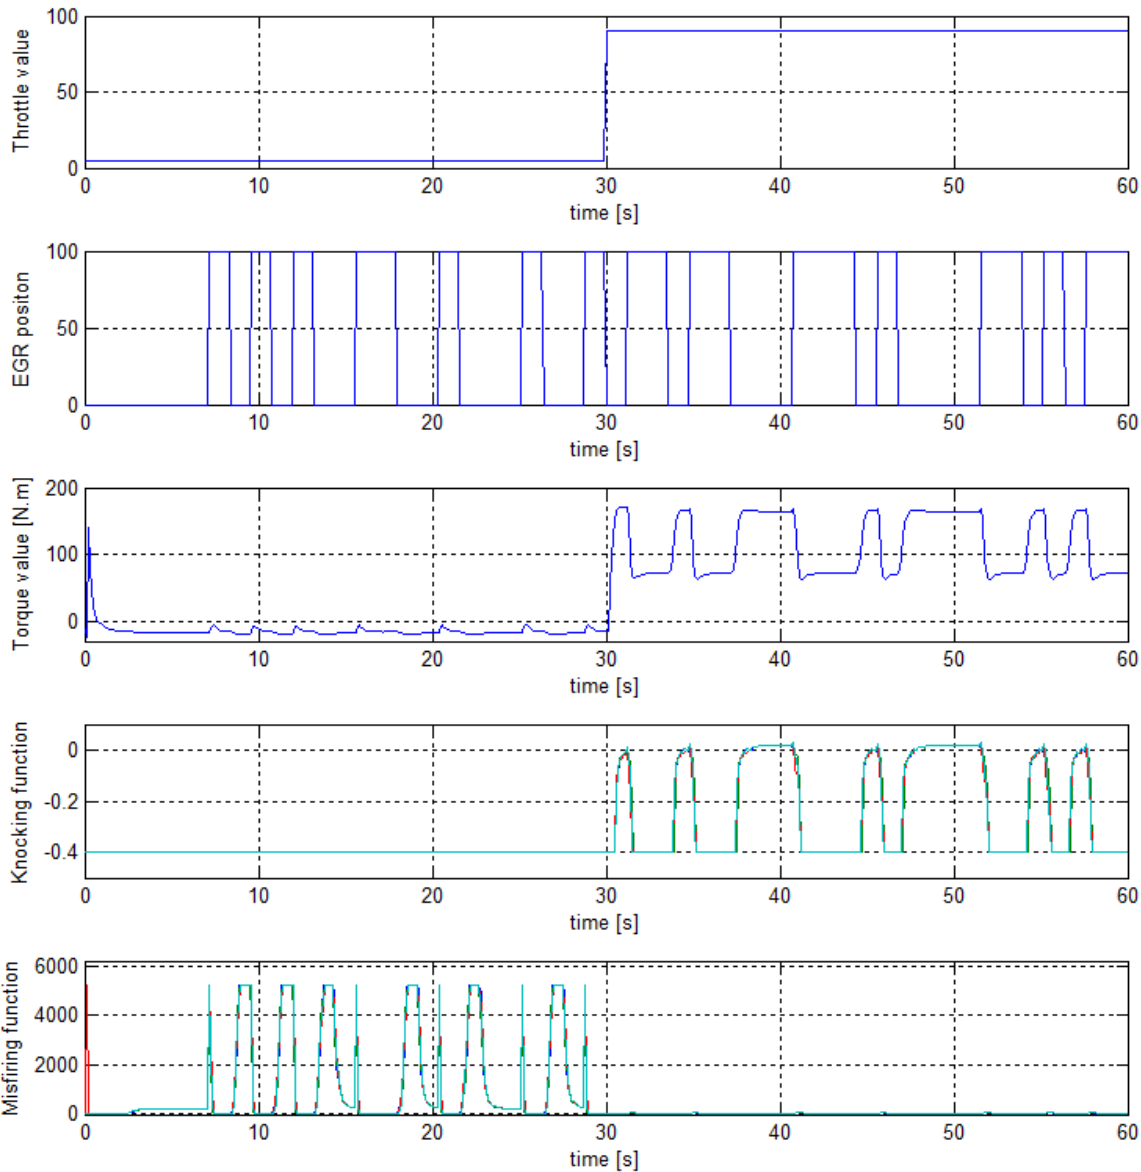 Throttle value
100
50
0
0 10 20 30 40 50 60
time [s]
EGR positon
100
50
0
0 10 20 30 40 50 60
time [s]
Torque value [N.m]
200
100
0
0 10 20 30 40 50 60
time [s]
Knocking function
0
-0.2
-0.4
0 10 20 30 40 50 60
time [s]
Misfiring function
6000
4000
2000
0
0 10 20 30 40 50 60
time [s]